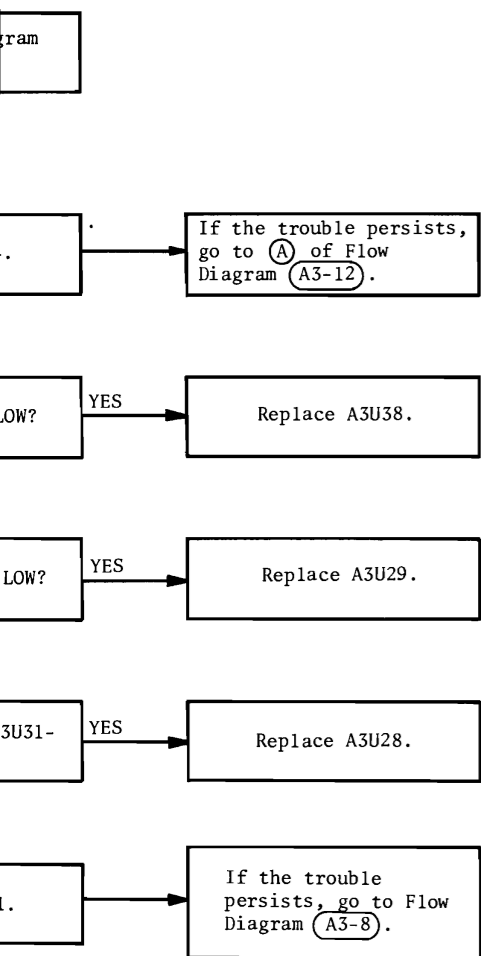 If the trouble persists,
go to A of Flow
Diagram A3-12.
LOW?
YES
Replace A3U38.
LOW?
YES
Replace A3U29.
3U31-
YES
Replace A3U28.
If the trouble
persists, go to Flow
Diagram A3-8.